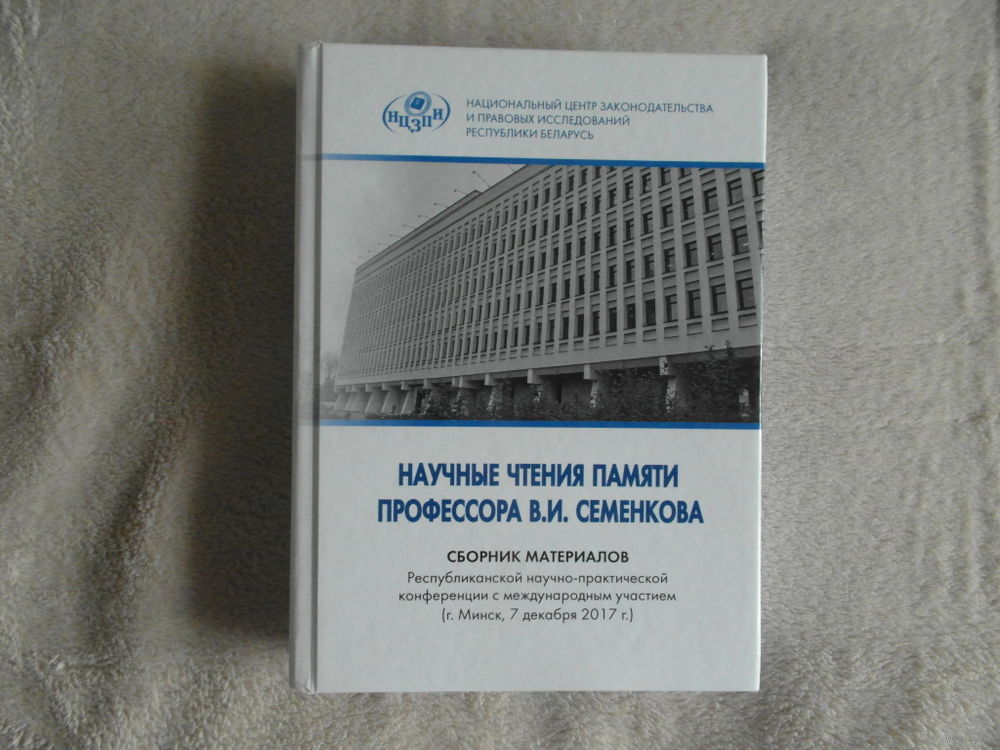 НЦЗПИ
НАЦИОНАЛЬНЫЙ ЦЕНТР ЗАКОНОДАТЕЛЬСТВА
И ПРАВОВЫХ ИССЛЕДОВАНИЙ
РЕСПУБЛИКИ БЕЛАРУСЬ
НАУЧНЫЕ ЧТЕНИЯ ПАМЯТИ
ПРОФЕССОРА В.И. СЕМЕНКОВА
СБОРНИК МАТЕРИАЛОВ
Республиканской научно-практической
конференции с международным участием
(г. Минск, 7 декабря 2017 г.)